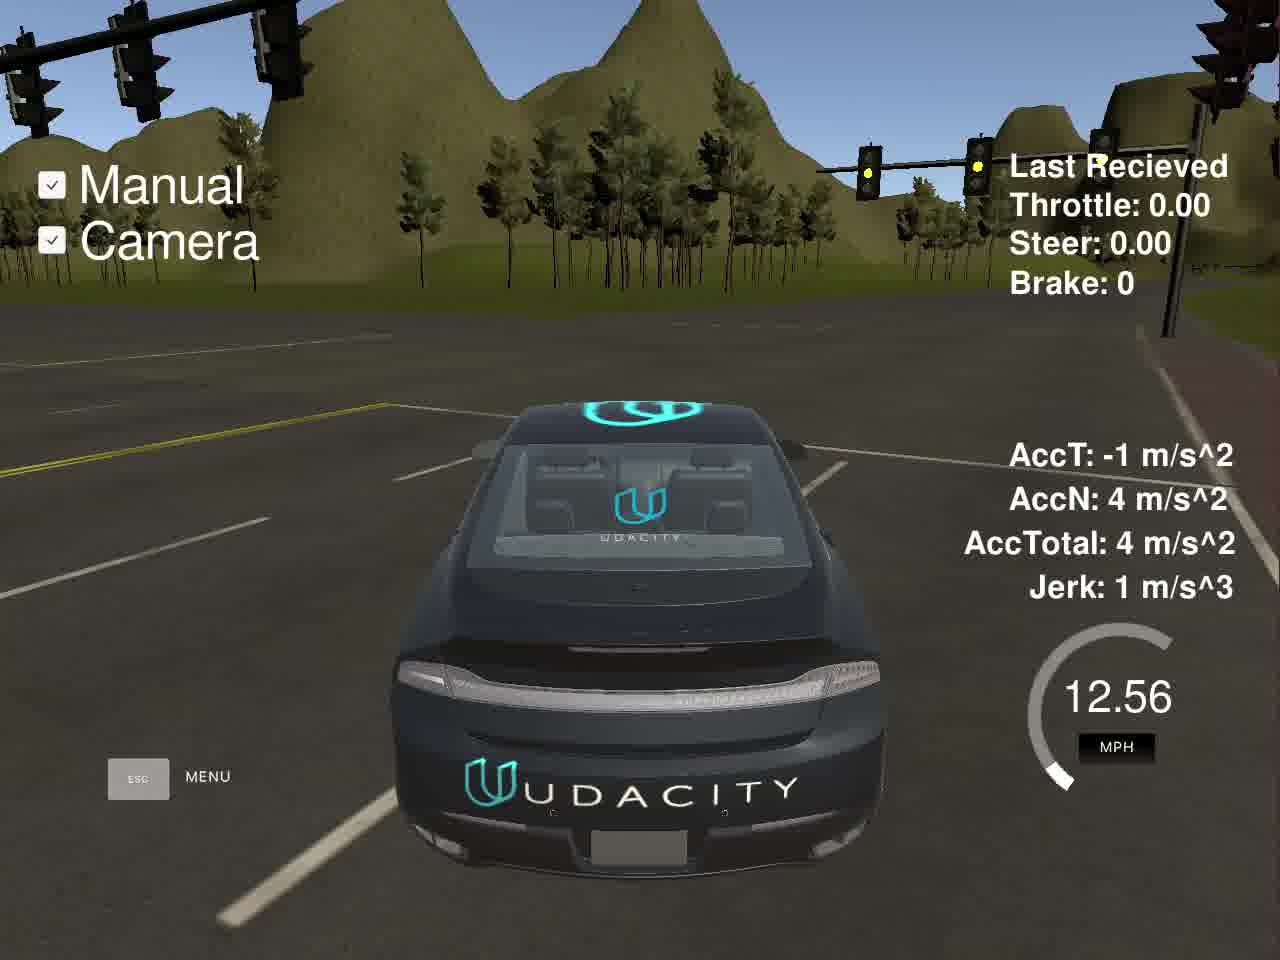 Manual
Camera
Last Recieved
Throttle: 0.00
Steer: 0.00
Brake: 0
AccT: -1 m/s^2
AccN: 4 m/s^2
AccTotal: 4 m/s^2
Jerk: 1 m/s^3
UDACITY
12.56
MPH
ESC
MENU
UDACITY